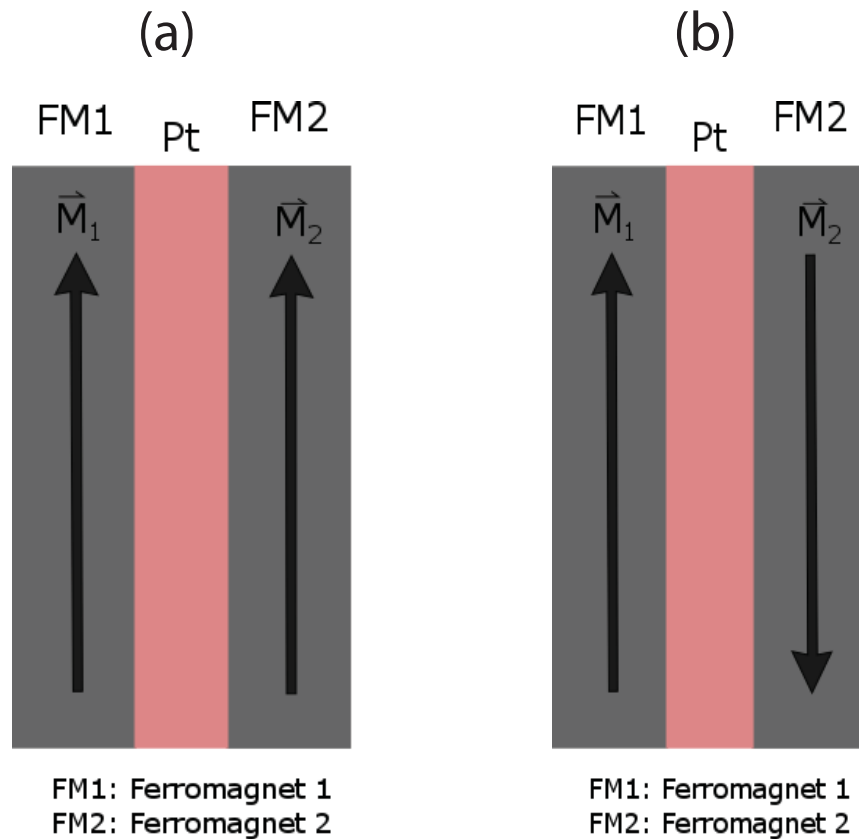 (a)
FM1 Pt FM2
M⃗₁ M⃗₂
FM1: Ferromagnet 1
FM2: Ferromagnet 2
(b)
FM1 Pt FM2
M⃗₁ M⃗₂
FM1: Ferromagnet 1
FM2: Ferromagnet 2